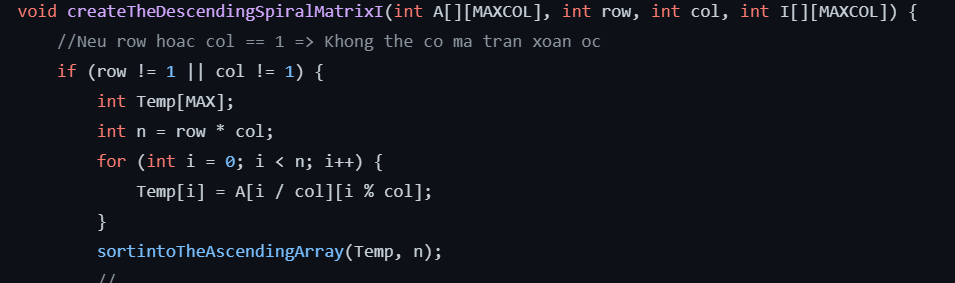 void createTheDescendingSpiralMatrixI(int A[][MAXCOL], int row, int col, int I[][MAXCOL]) {
//Neu row hoac col == 1 => Khong the co ma tran xoan oc
if (row != 1 || col != 1) {
int Temp[MAX];
int n = row * col;
for (int i = 0; i < n; i++) {
Temp[i] = A[i / col][i % col];
}
sortintoTheAscendingArray(Temp, n);
//